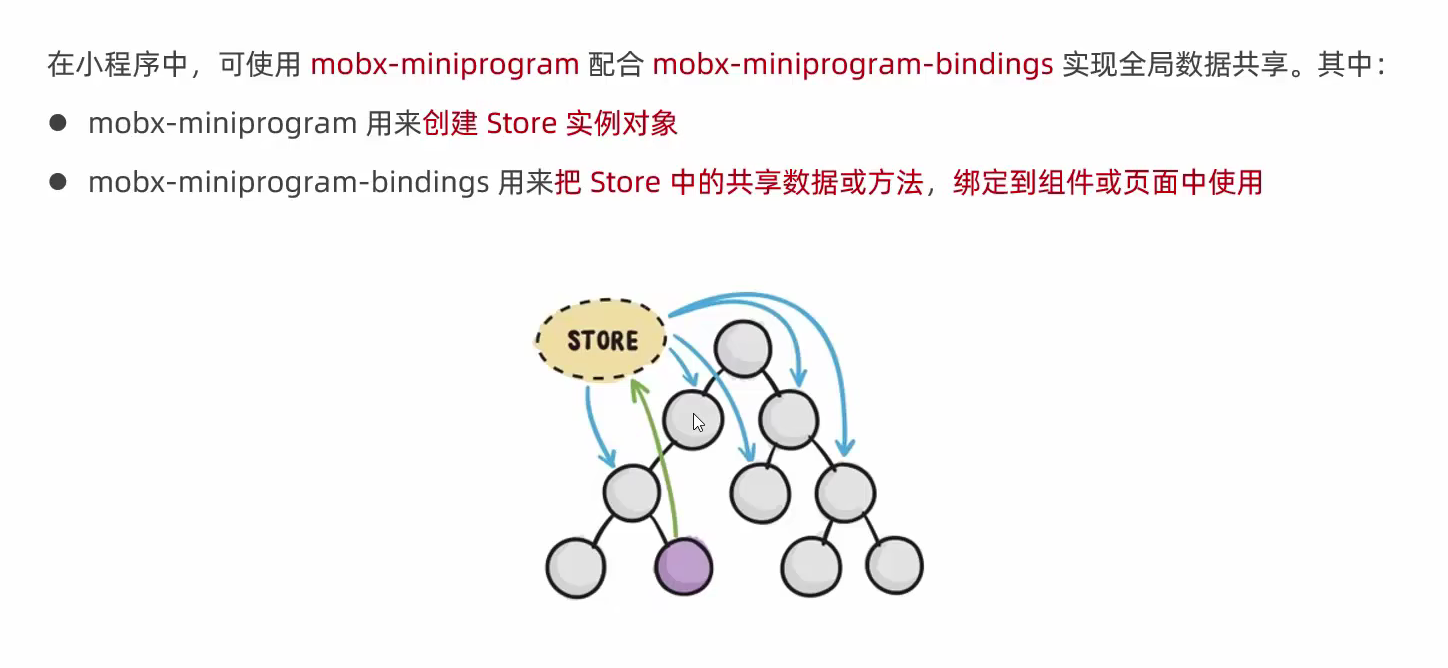 在小程序中，可使用 mobx-miniprogram 配合 mobx-miniprogram-bindings 实现全局数据共享。其中：
● mobx-miniprogram 用来创建 Store 实例对象
● mobx-miniprogram-bindings 用来把 Store 中的共享数据或方法，绑定到组件或页面中使用
STORE